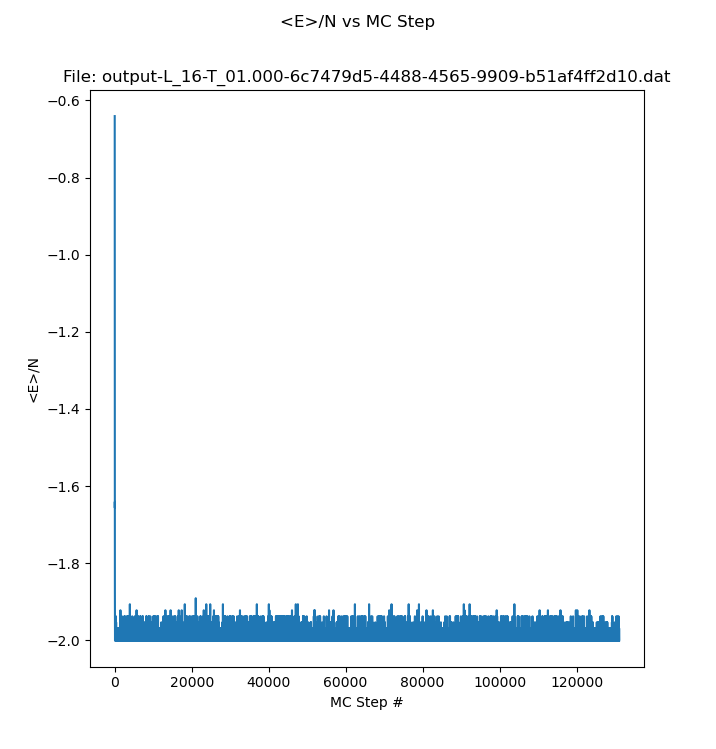 <E>/N vs MC Step
File: output-L_16-T_01.000-6c7479d5-4488-4565-9909-b51af4ff2d10.dat
−0.6
−0.8
−1.0
−1.2
−1.4
−1.6
−1.8
−2.0
<E>/N
0 20000 40000 60000 80000 100000 120000
MC Step #